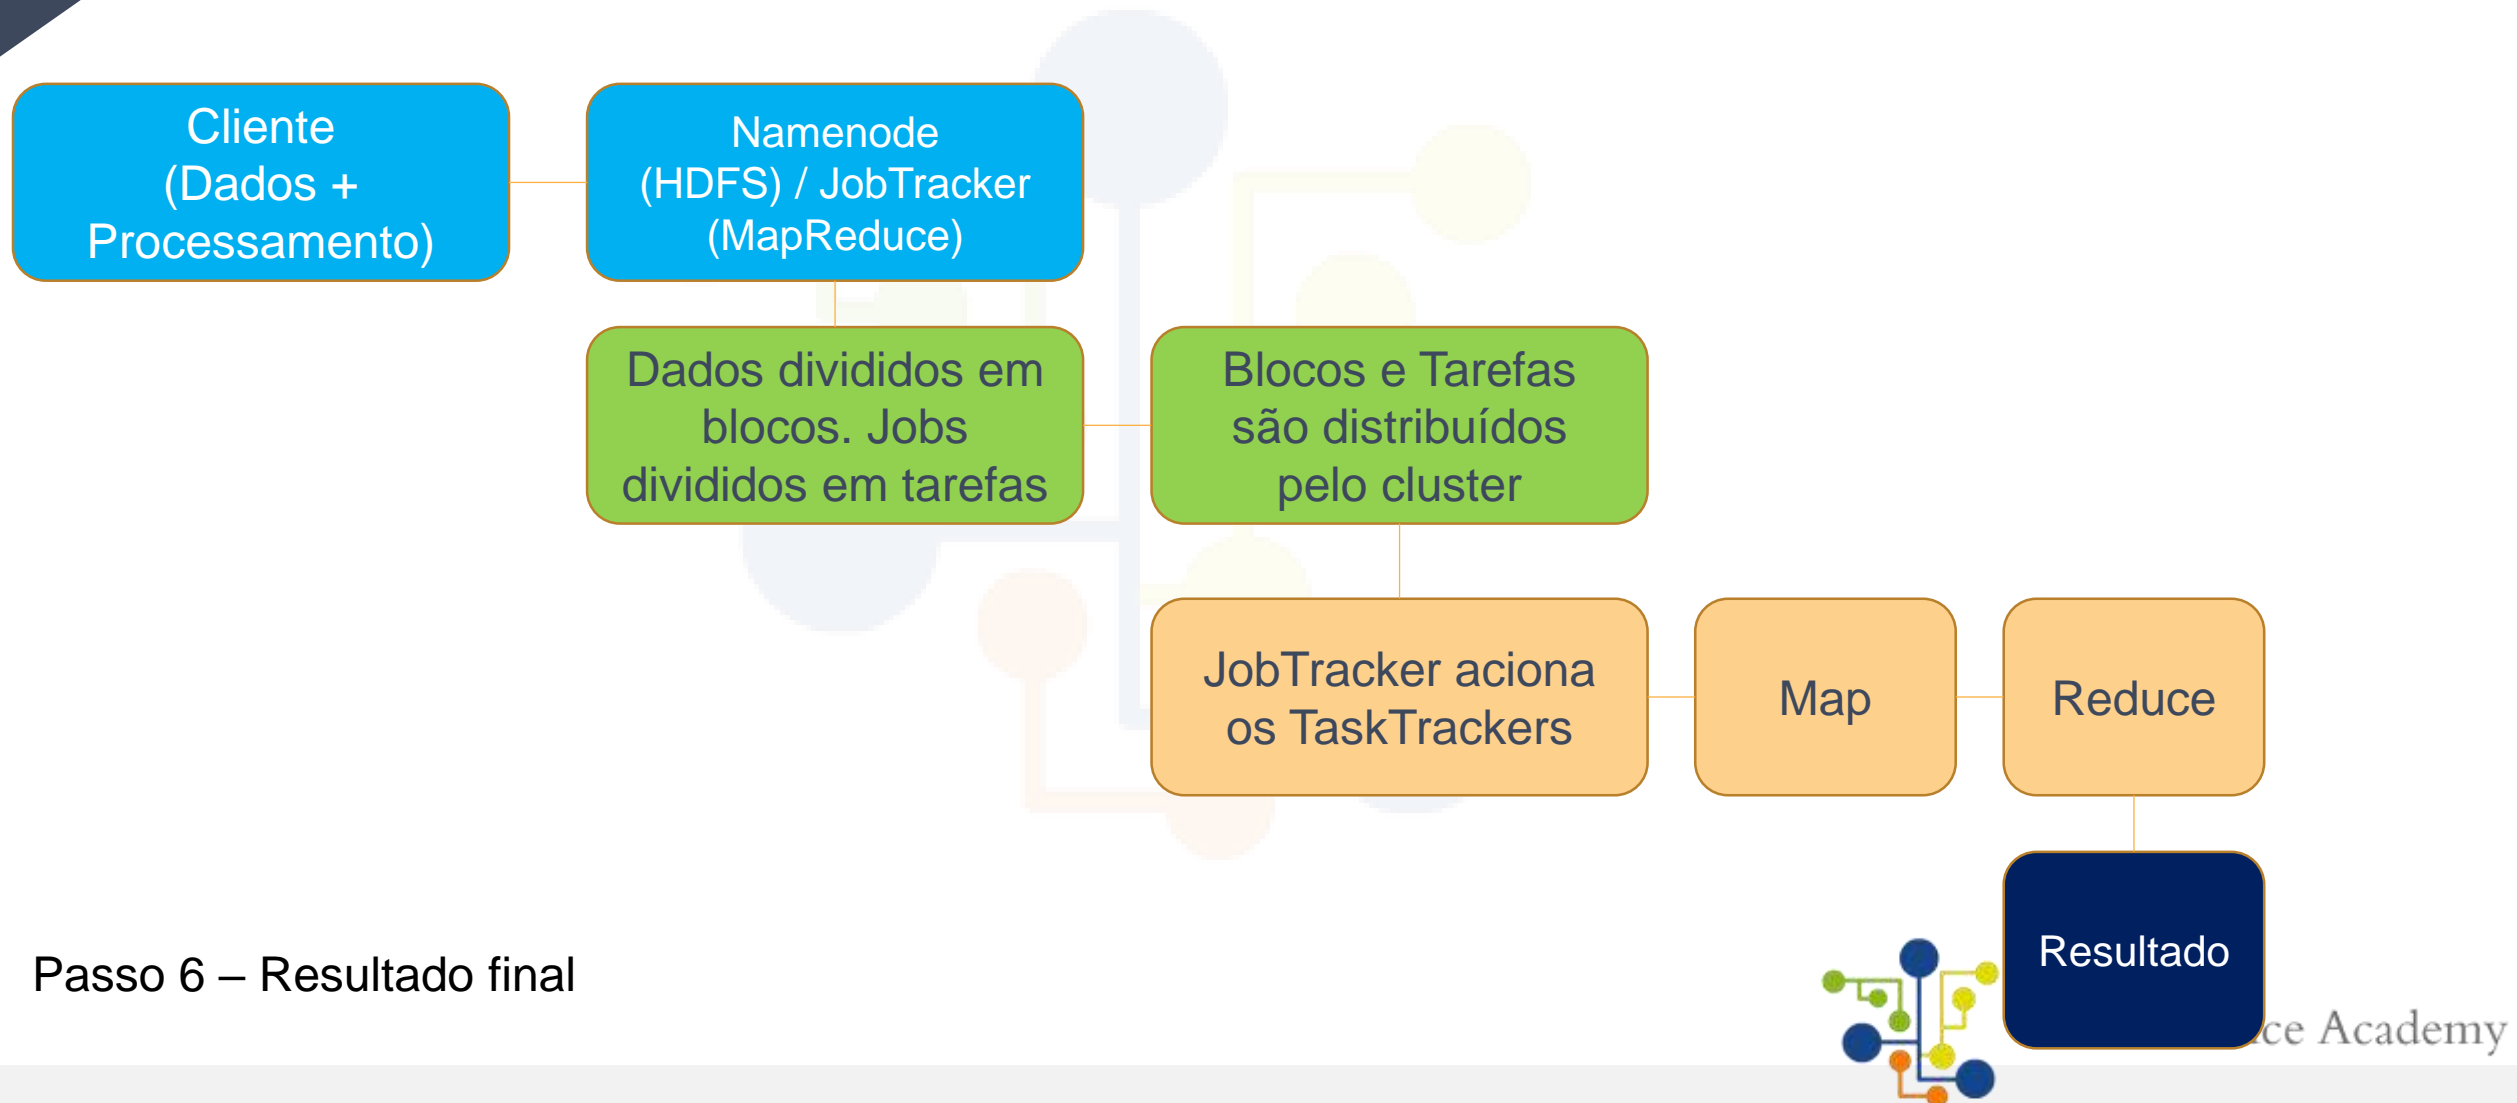 Cliente
(Dados +
Processamento)
Namenode
(HDFS) / JobTracker
(MapReduce)
Dados divididos em
blocos. Jobs
divididos em tarefas
Blocos e Tarefas
são distribuídos
pelo cluster
JobTracker aciona
os TaskTrackers
Map
Reduce
Resultado
Passo 6 – Resultado final
Academy